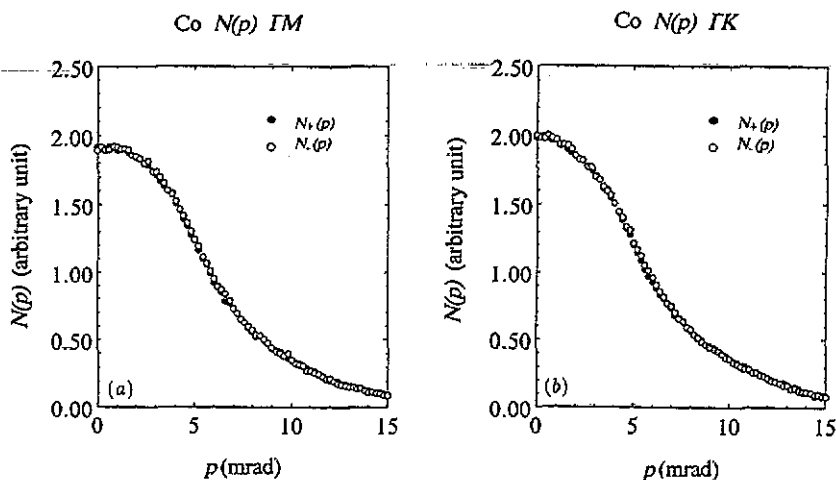 Co N(p) ΓM
Co N(p) ΓK
2.50
2.00
1.50
1.00
0.50
0.00
N(p) (arbitrary unit)
N₊(p)
N₋(p)
(a)
0 5 10 15
p (mrad)
2.50
2.00
1.50
1.00
0.50
0.00
N(p) (arbitrary unit)
N₊(p)
N₋(p)
(b)
0 5 10 15
p (mrad)